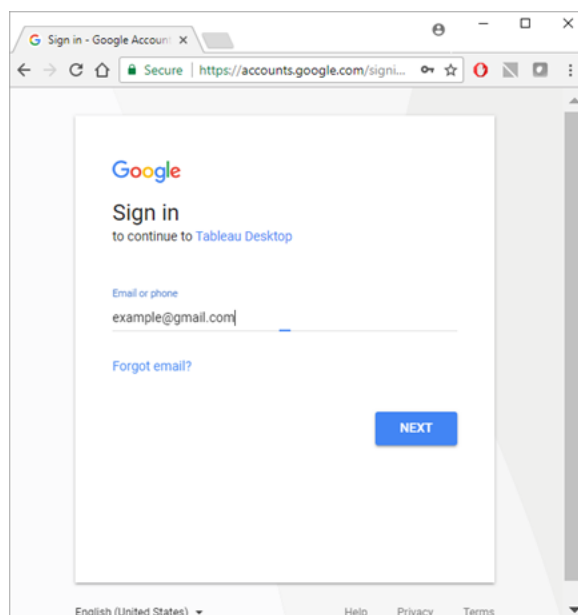 Sign in - Google Account
Secure | https://accounts.google.com/signi...
Google
Sign in
to continue to Tableau Desktop
Email or phone
example@gmail.com
Forgot email?
NEXT
English (United States) Help Privacy Terms